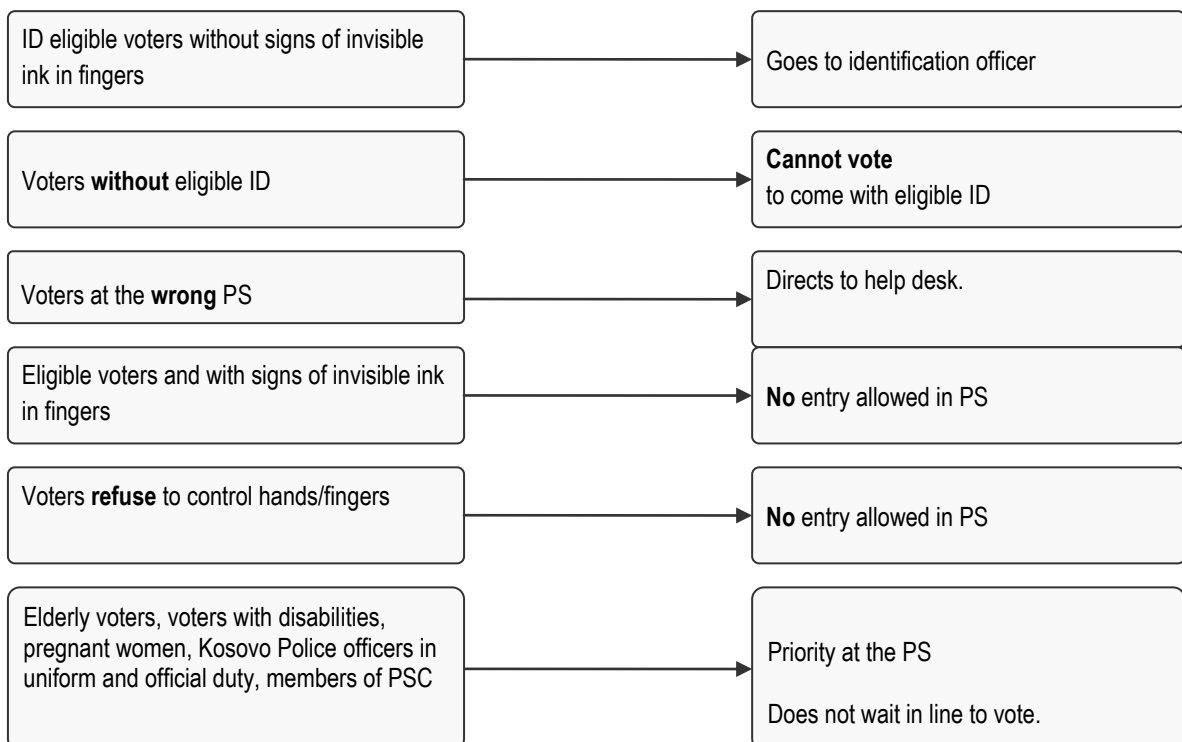 ID eligible voters without signs of invisible
ink in fingers
Goes to identification officer
Voters without eligible ID
Cannot vote
to come with eligible ID
Voters at the wrong PS
Directs to help desk.
Eligible voters and with signs of invisible ink
in fingers
No entry allowed in PS
Voters refuse to control hands/fingers
No entry allowed in PS
Elderly voters, voters with disabilities,
pregnant women, Kosovo Police officers in
uniform and official duty, members of PSC
Priority at the PS
Does not wait in line to vote.